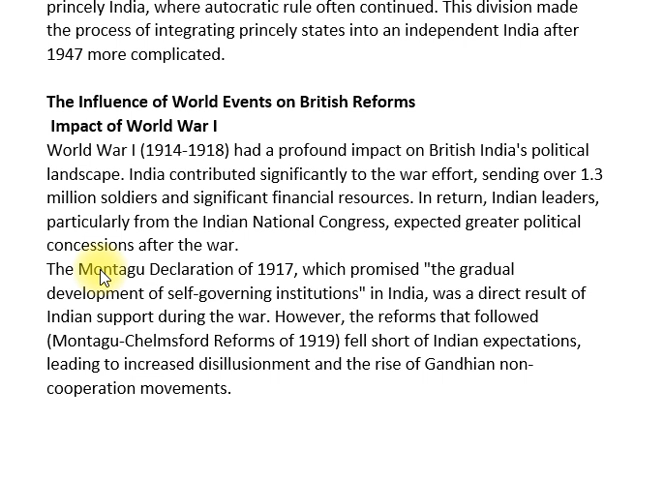 princely India, where autocratic rule often continued. This division made
the process of integrating princely states into an independent India after
1947 more complicated.
The Influence of World Events on British Reforms
Impact of World War I
World War I (1914-1918) had a profound impact on British India's political
landscape. India contributed significantly to the war effort, sending over 1.3
million soldiers and significant financial resources. In return, Indian leaders,
particularly from the Indian National Congress, expected greater political
concessions after the war.
The Montagu Declaration of 1917, which promised "the gradual
development of self-governing institutions" in India, was a direct result of
Indian support during the war. However, the reforms that followed
(Montagu-Chelmsford Reforms of 1919) fell short of Indian expectations,
leading to increased disillusionment and the rise of Gandhian non-
cooperation movements.